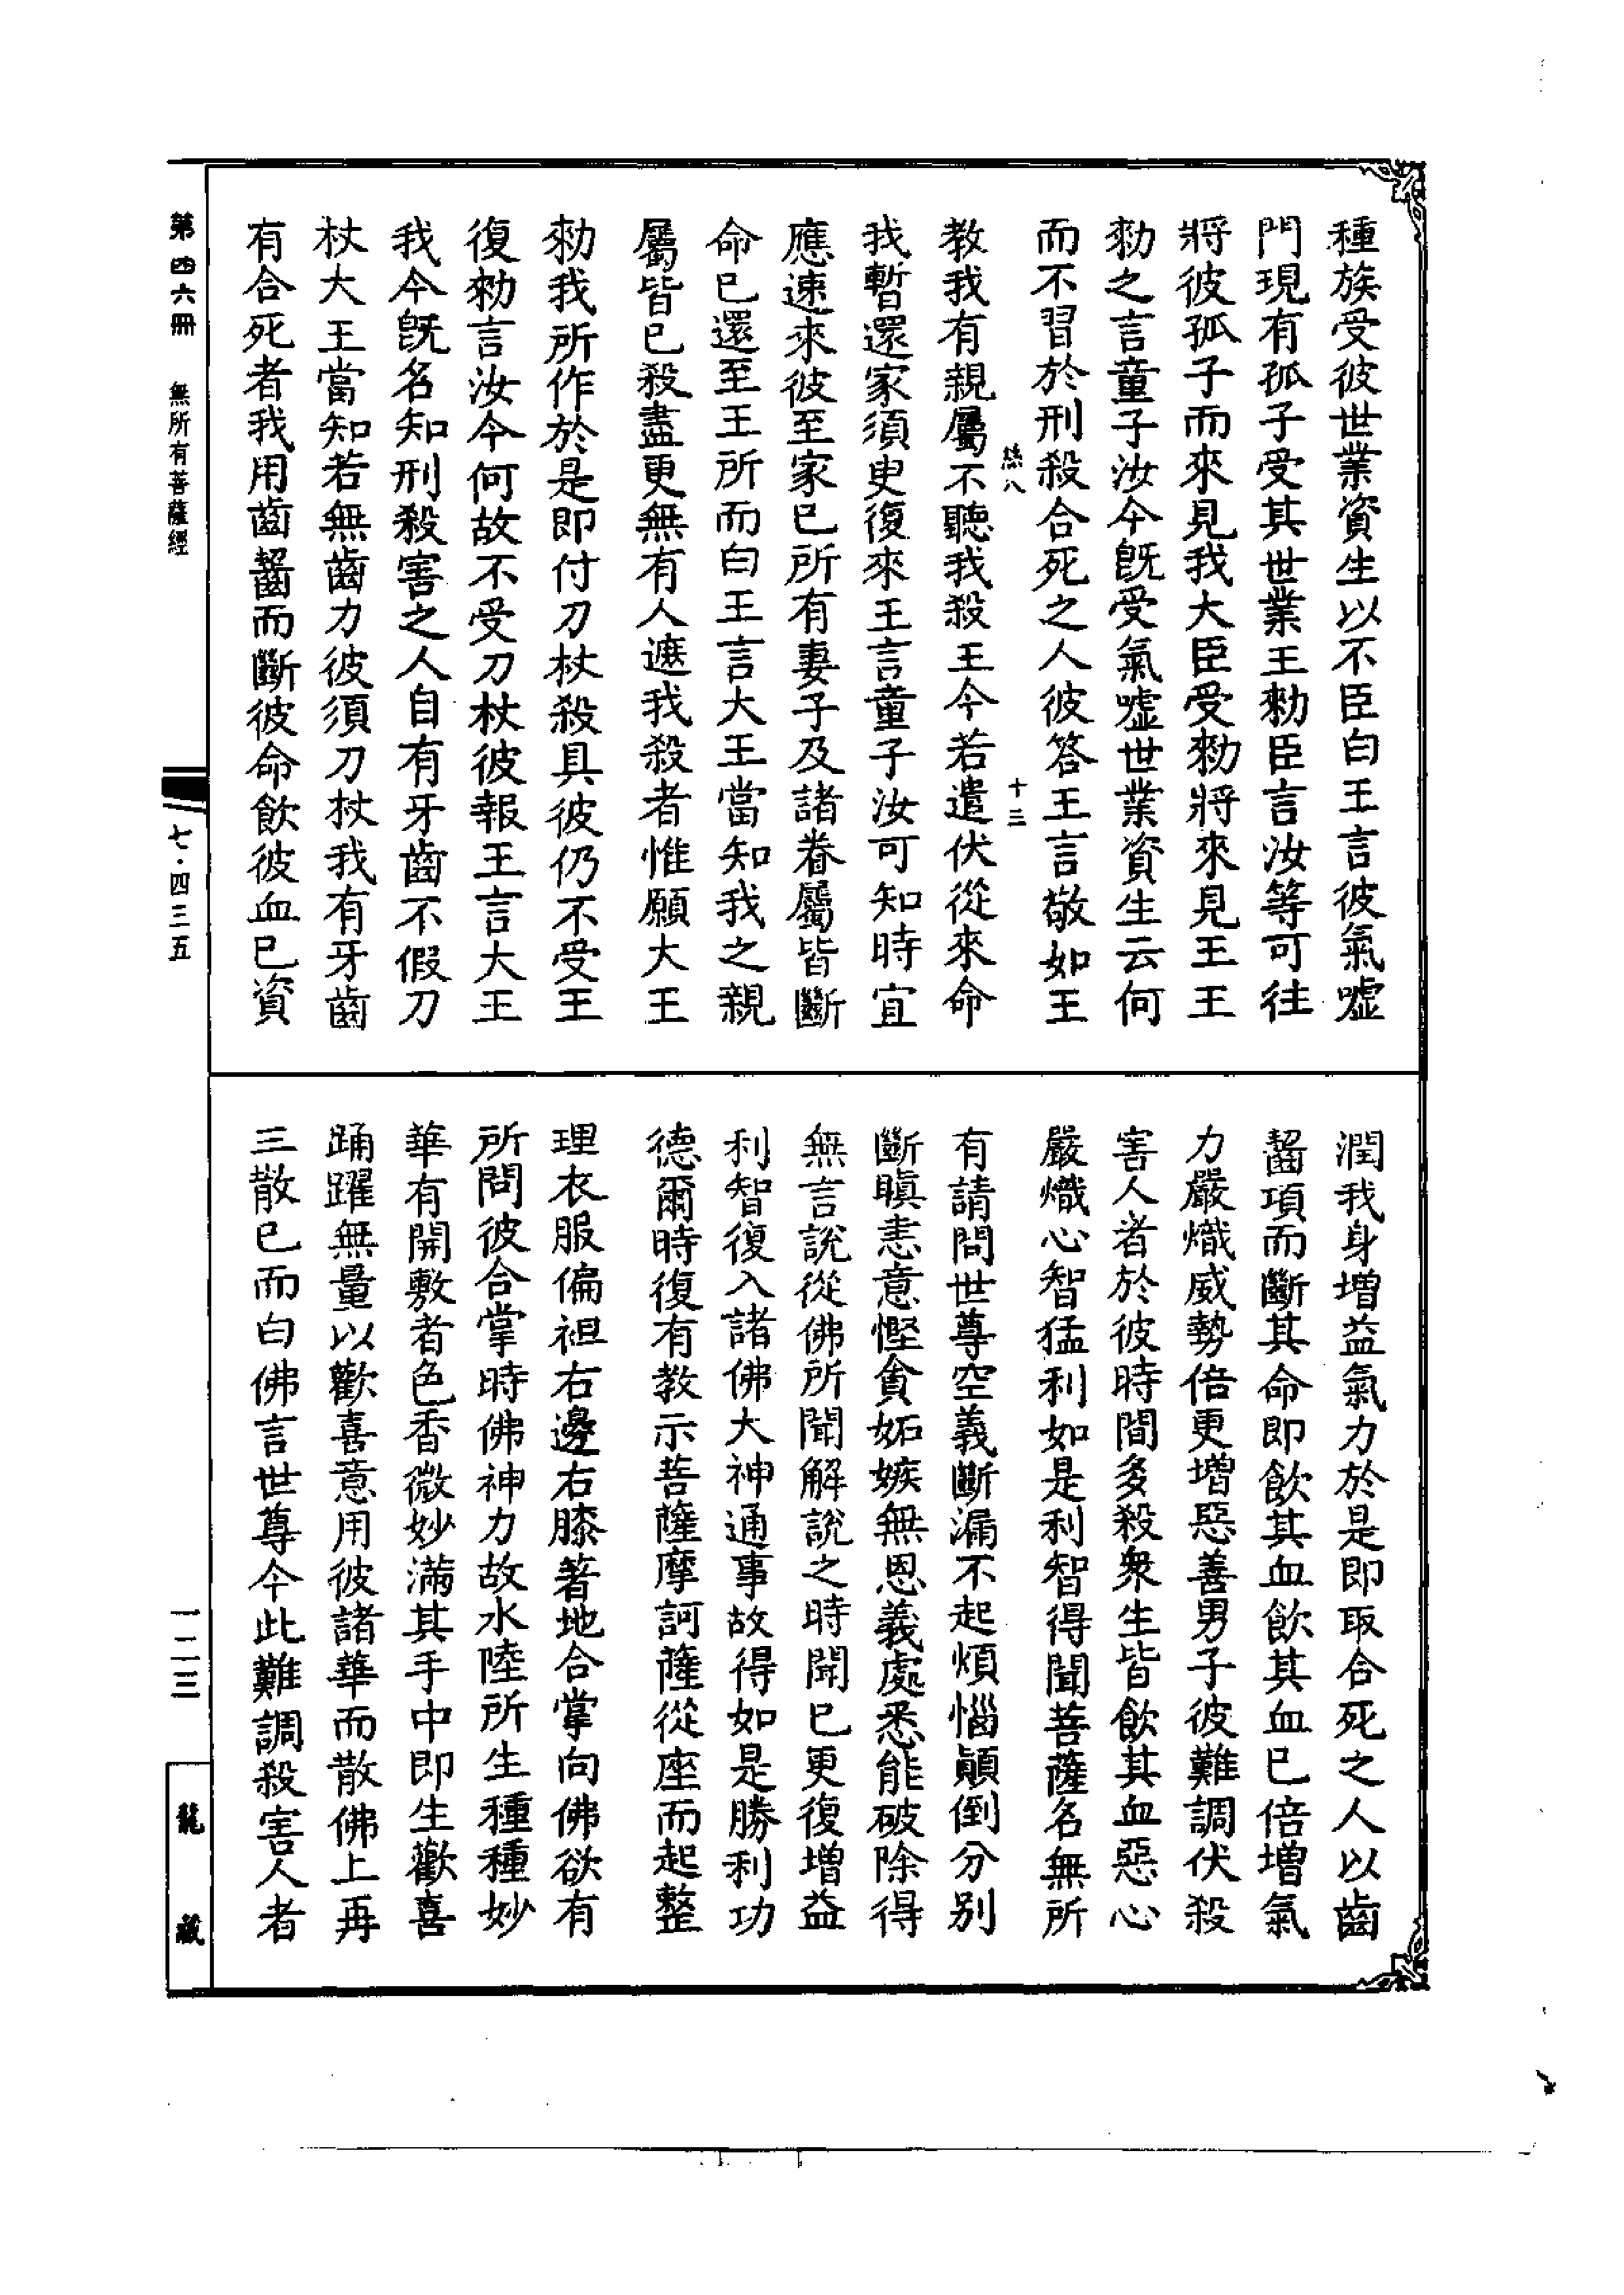 種族受彼世業資生以不臣白王言彼氣嘘
門現有孤子受其世業王勑臣言汝等可往
將彼孤子而來見我大臣受勑將來見王王
勑之言童子汝今旣受氣嘘世業資生云何
而不習於刑殺合死之人彼答王言敬如王
絲八 十三
教我有親屬不聽我殺王今若遣伏從來命
我暫還家須臾復來王言童子汝可知時宜
應速來彼至家已所有妻子及諸眷屬皆斷
命已還至王所而白王言大王當知我之親
屬皆已殺盡更無有人遮我殺者惟願大王
勑我所作於是即付刀杖殺具彼仍不受王
復勑言汝今何故不受刀杖彼報王言大王
我今旣名知刑殺害之人自有牙齒不假刀
杖大王當知若無齒力彼須刀杖我有牙齒
有合死者我用齒齧而斷彼命飲彼血已資
潤我身增益氣力於是即取合死之人以齒
齧項而斷其命即飲其血飲其血已倍增氣
力嚴熾威勢倍更增惡善男子彼難調伏殺
害人者於彼時間多殺衆生皆飲其血惡心
嚴熾心智猛利如是利智得聞菩薩名無所
有請問世尊空義斷漏不起煩惱顚倒分別
斷瞋恚意慳貪妬嫉無恩義處悉能破除得
無言說從佛所聞解說之時聞已更復增益
利智復入諸佛大神通事故得如是勝利功
德爾時復有教示菩薩摩訶薩從座而起整
理衣服偏袒右邊右膝著地合掌向佛欲有
所問彼合掌時佛神力故水陸所生種種妙
華有開敷者色香微妙滿其手中即生歡喜
踊躍無量以歡喜意用彼諸華而散佛上再
三散已而白佛言世尊今此難調殺害人者
第四六冊 無所有菩薩經
七·四三五
一二三
龍藏